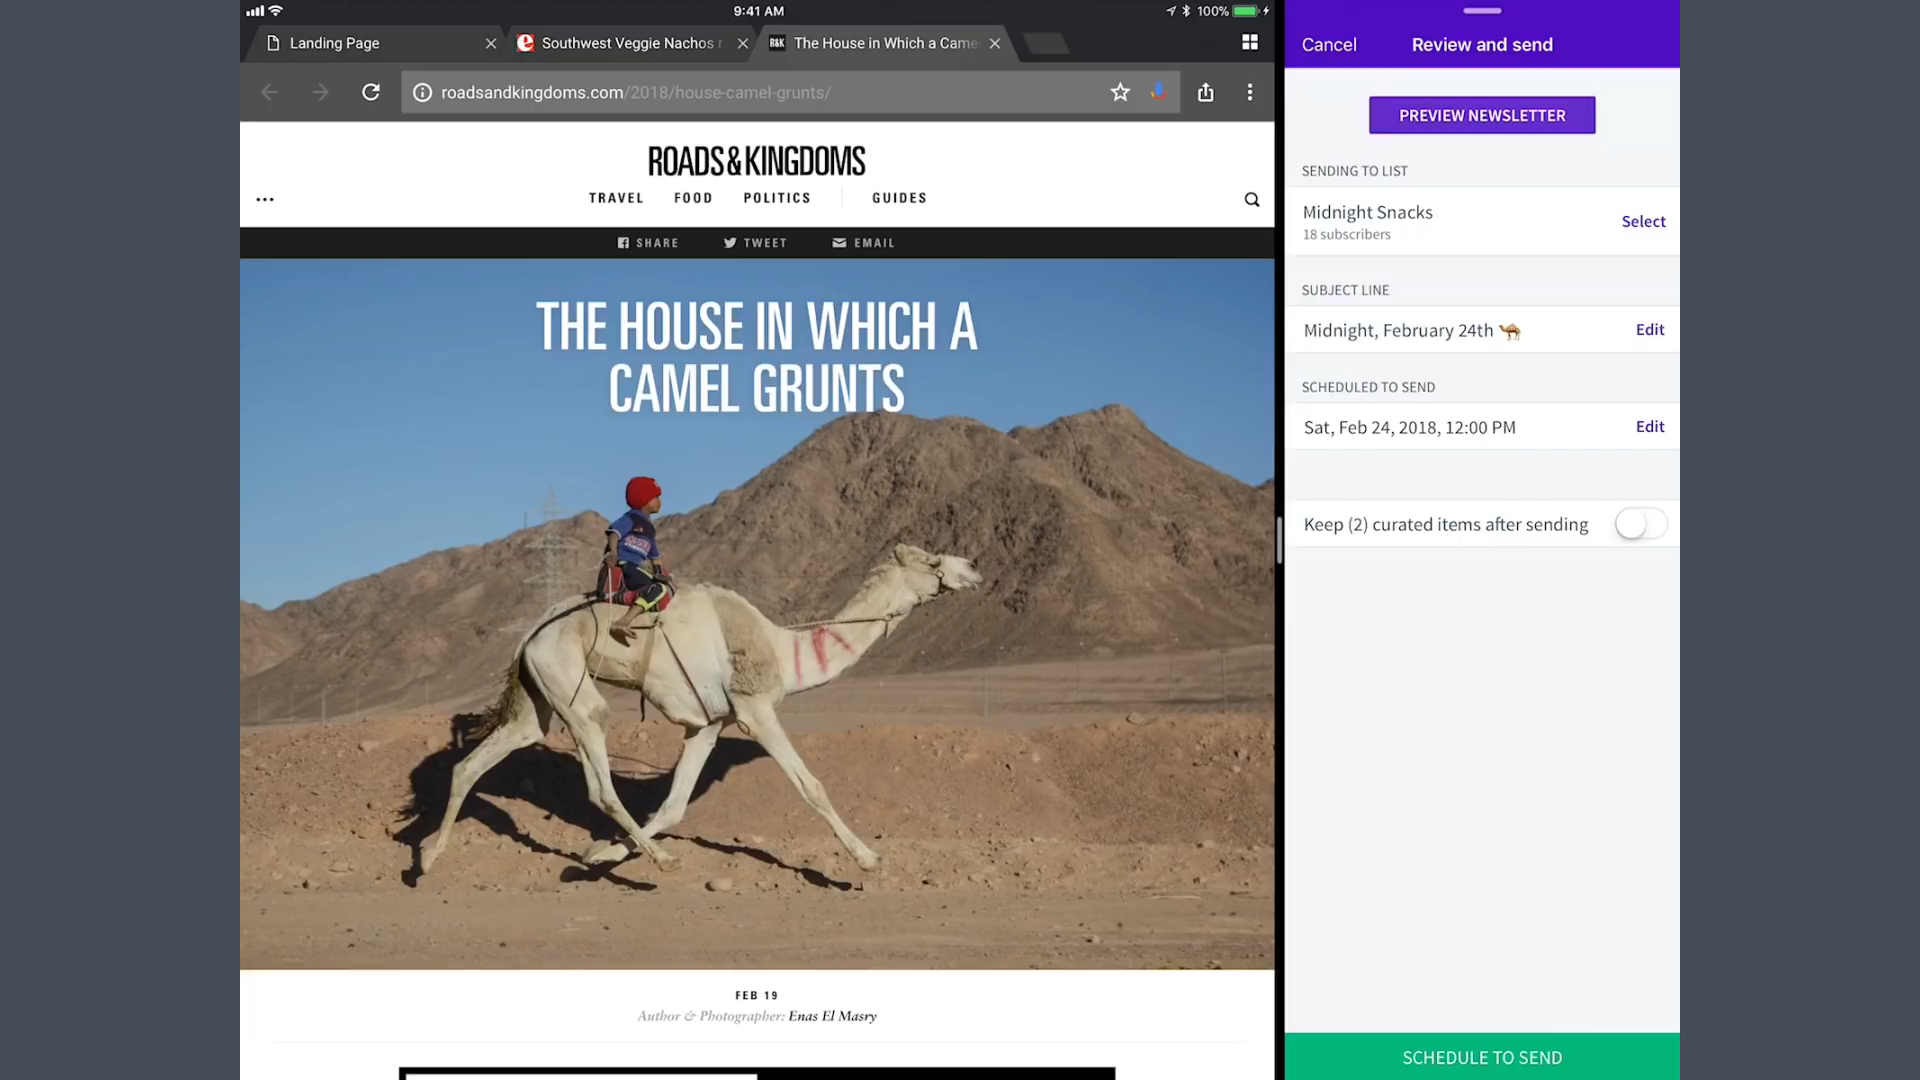 9:41 AM
100%
Landing Page
Southwest Veggie Nachos r
R&K
The House in Which a Came
roadsandkingdoms.com/2018/house-camel-grunts/
ROADS & KINGDOMS
TRAVEL FOOD POLITICS GUIDES
SHARE TWEET EMAIL
THE HOUSE IN WHICH A
CAMEL GRUNTS
FEB 19
Author & Photographer: Enas El Masry
Cancel Review and send
PREVIEW NEWSLETTER
SENDING TO LIST
Midnight Snacks
18 subscribers
Select
SUBJECT LINE
Midnight, February 24th 🐪 Edit
SCHEDULED TO SEND
Sat, Feb 24, 2018, 12:00 PM Edit
Keep (2) curated items after sending
SCHEDULE TO SEND